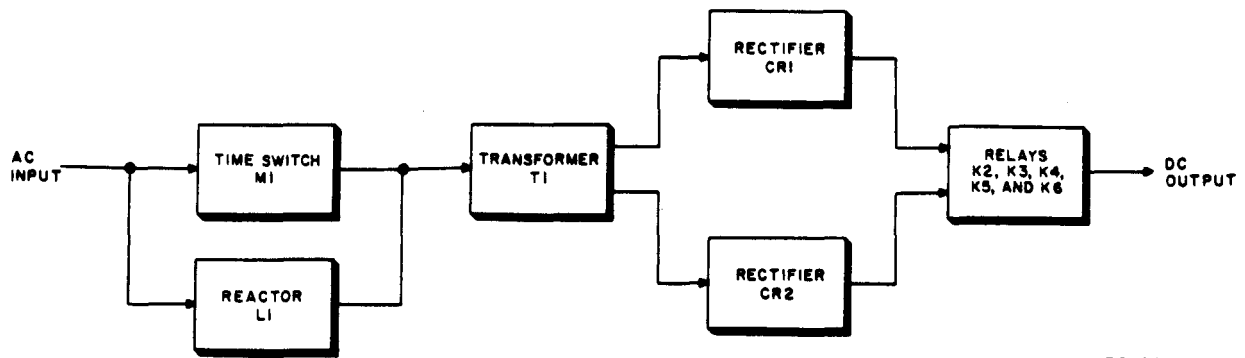 AC
INPUT
TIME SWITCH
M1
REACTOR
L1
TRANSFORMER
T1
RECTIFIER
CR1
RECTIFIER
CR2
RELAYS
K2, K3, K4,
K5, AND K6
DC
OUTPUT